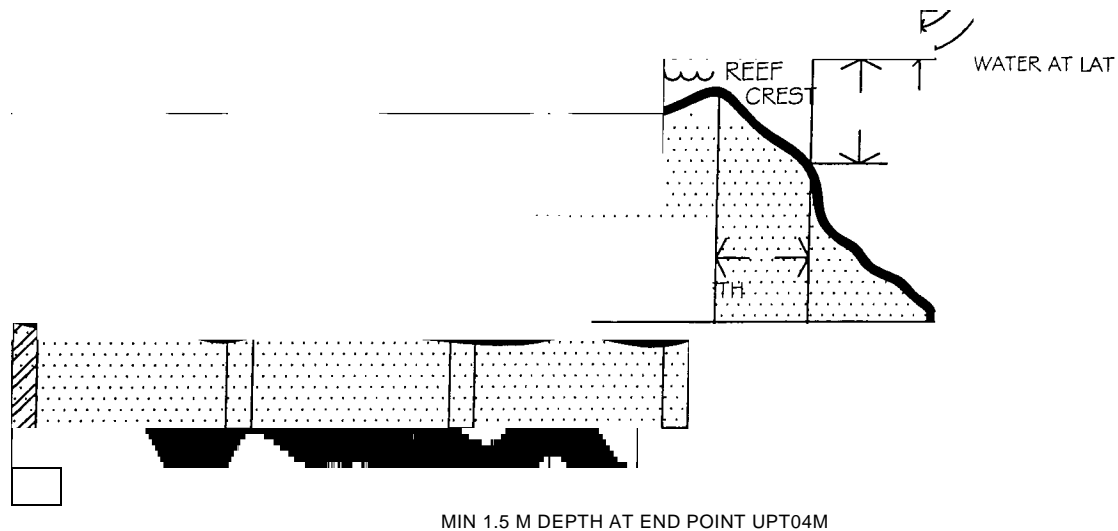 WATER AT LAT
REEF
CREST
TH
MIN 1.5 M DEPTH AT END POINT UPT04M